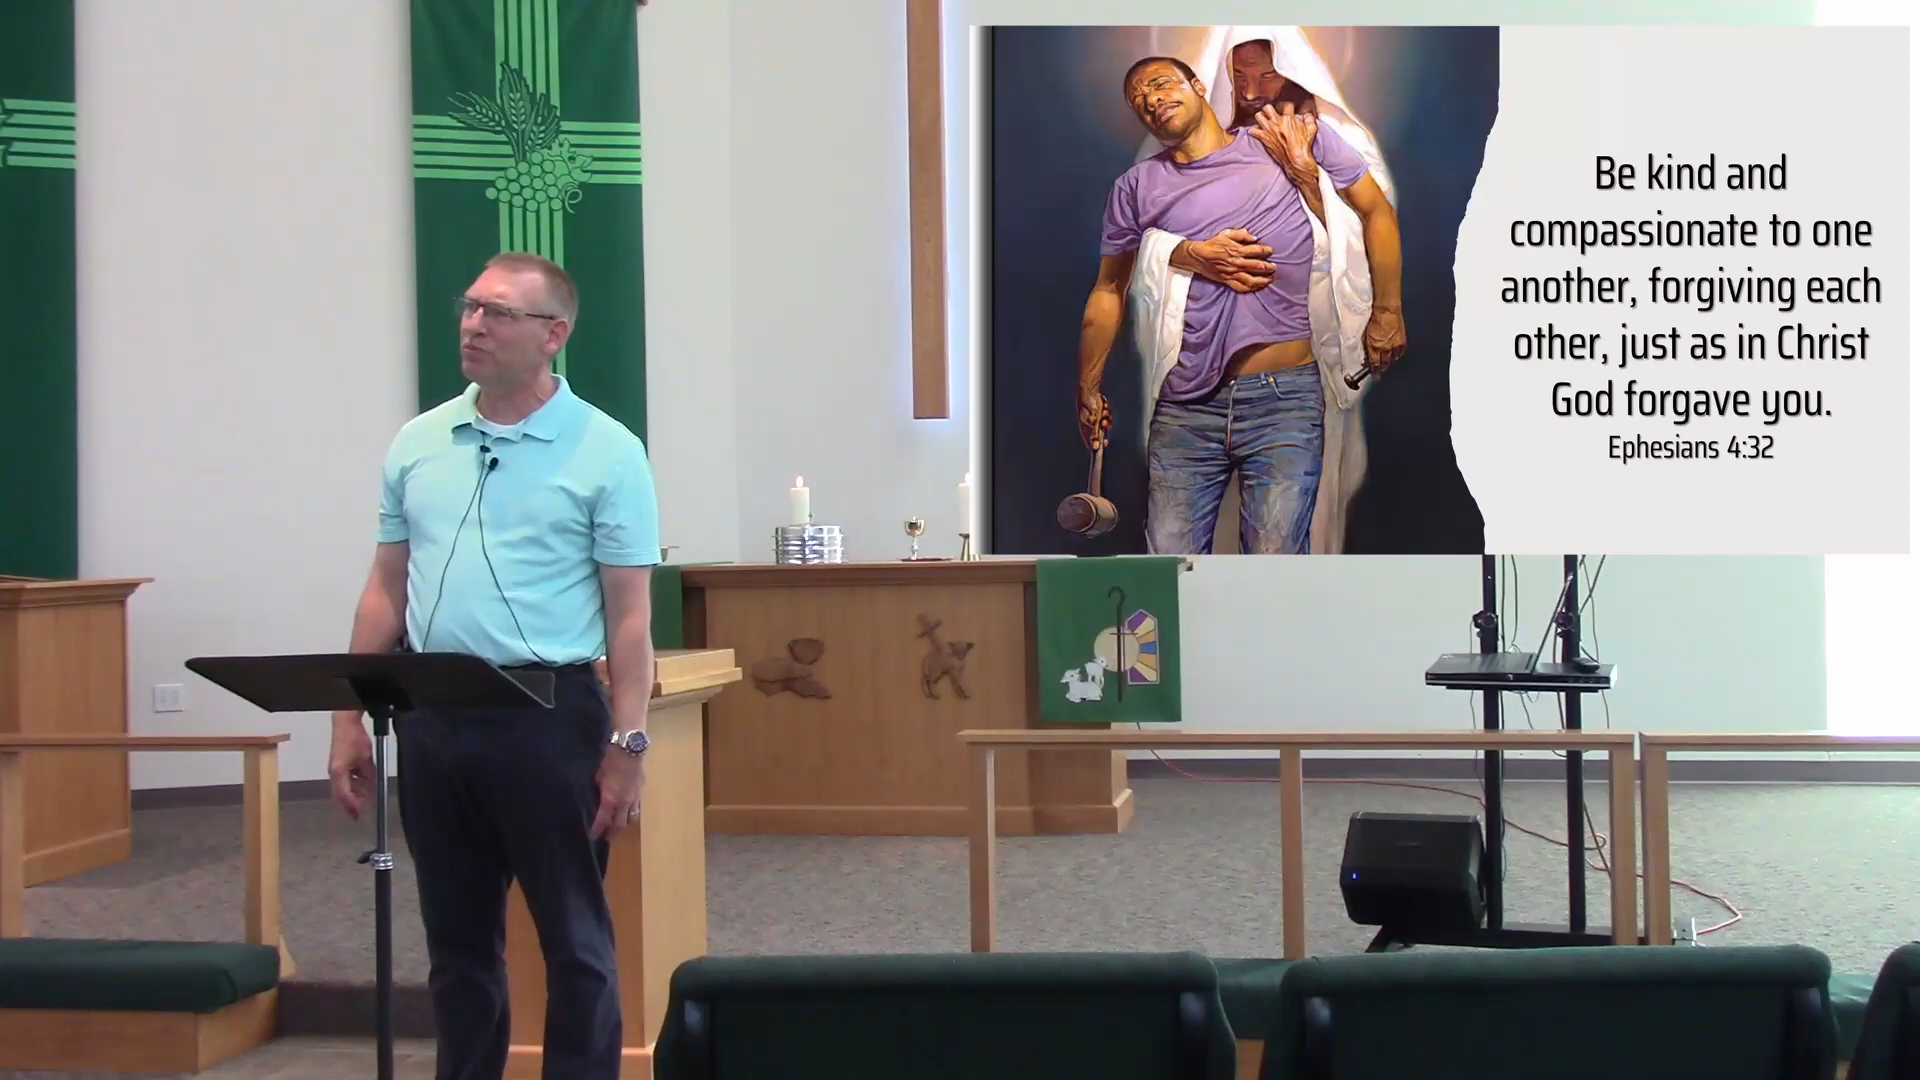 Be kind and
compassionate to one
another, forgiving each
other, just as in Christ
God forgave you.
Ephesians 4:32